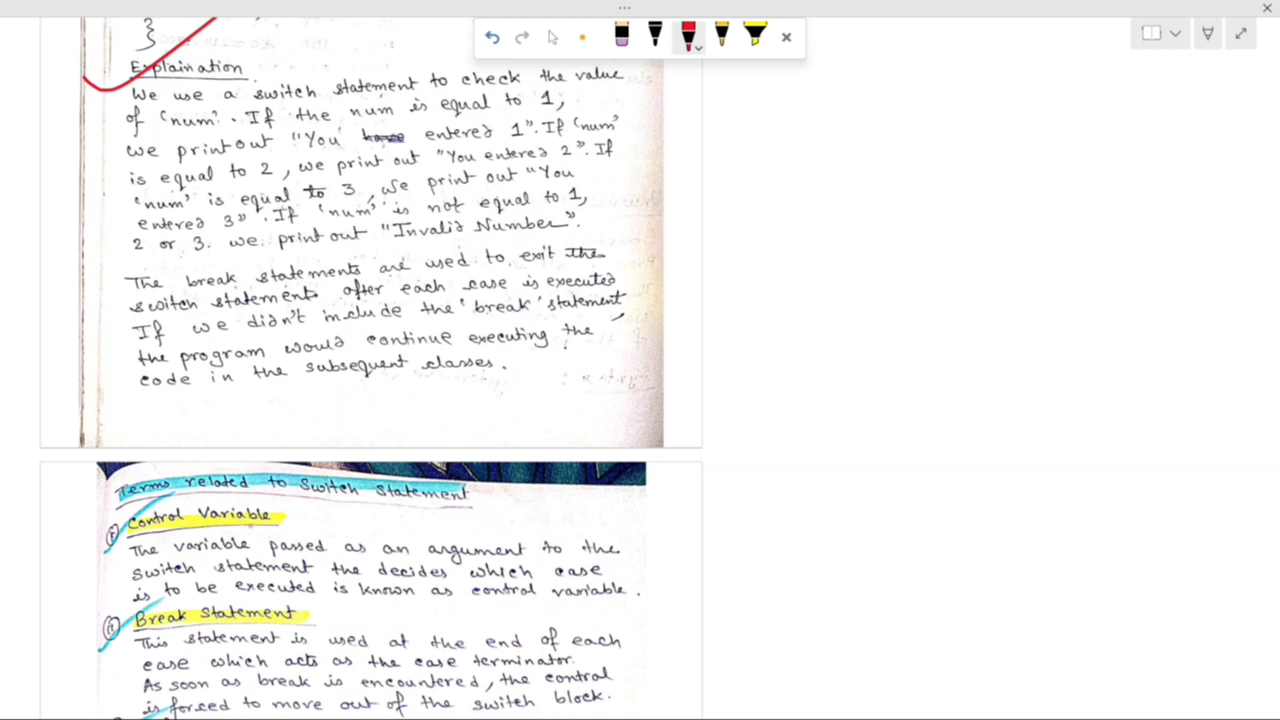 }
Explaination
We use a switch statement to check the value
of 'num'. If the num is equal to 1,
we printout "You entered 1". If 'num'
is equal to 2, we print out "You entered 2". If
'num' is equal to 3, we print out "You
entered 3". If 'num' is not equal to 1,
2 or 3. we print out "Invalid Number".
The break statements are used to exit the
switch statement after each case is executed
If we didn't include the 'break' statement,
the program would continue executing the
code in the subsequent classes.
Terms related to Switch Statement
Control Variable
The variable passed as an argument to the
switch statement the decides which case
is to be executed is known as control variable.
Break Statement
This statement is used at the end of each
case which acts as the case terminator.
As soon as break is encountered, the control
is forced to move out of the switch block.